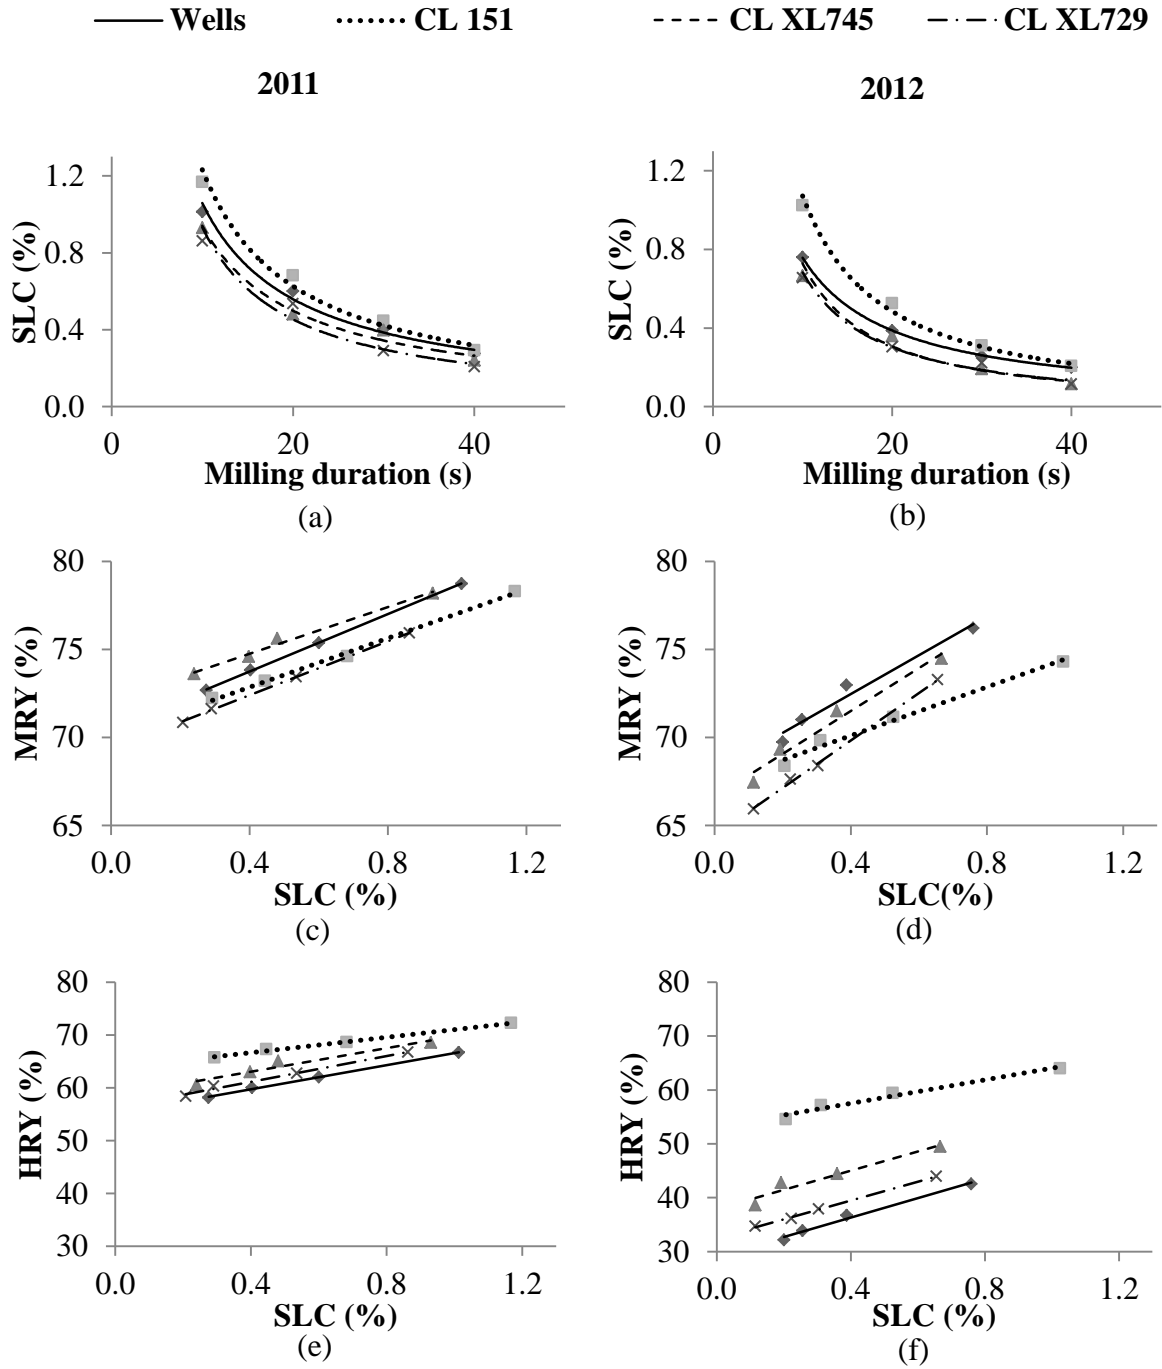 Wells CL 151 CL XL745 CL XL729
2011 2012
SLC (%)
1.2
0.8
0.4
0.0
0 20 40
Milling duration (s)
(a)
SLC (%)
1.2
0.8
0.4
0.0
0 20 40
Milling duration (s)
(b)
MRY (%)
80
75
70
65
0.0 0.4 0.8 1.2
SLC (%)
(c)
MRY (%)
80
75
70
65
0.0 0.4 0.8 1.2
SLC(%)
(d)
HRY (%)
80
70
60
50
40
30
0.0 0.4 0.8 1.2
SLC (%)
(e)
HRY (%)
80
70
60
50
40
30
0.0 0.4 0.8 1.2
SLC (%)
(f)